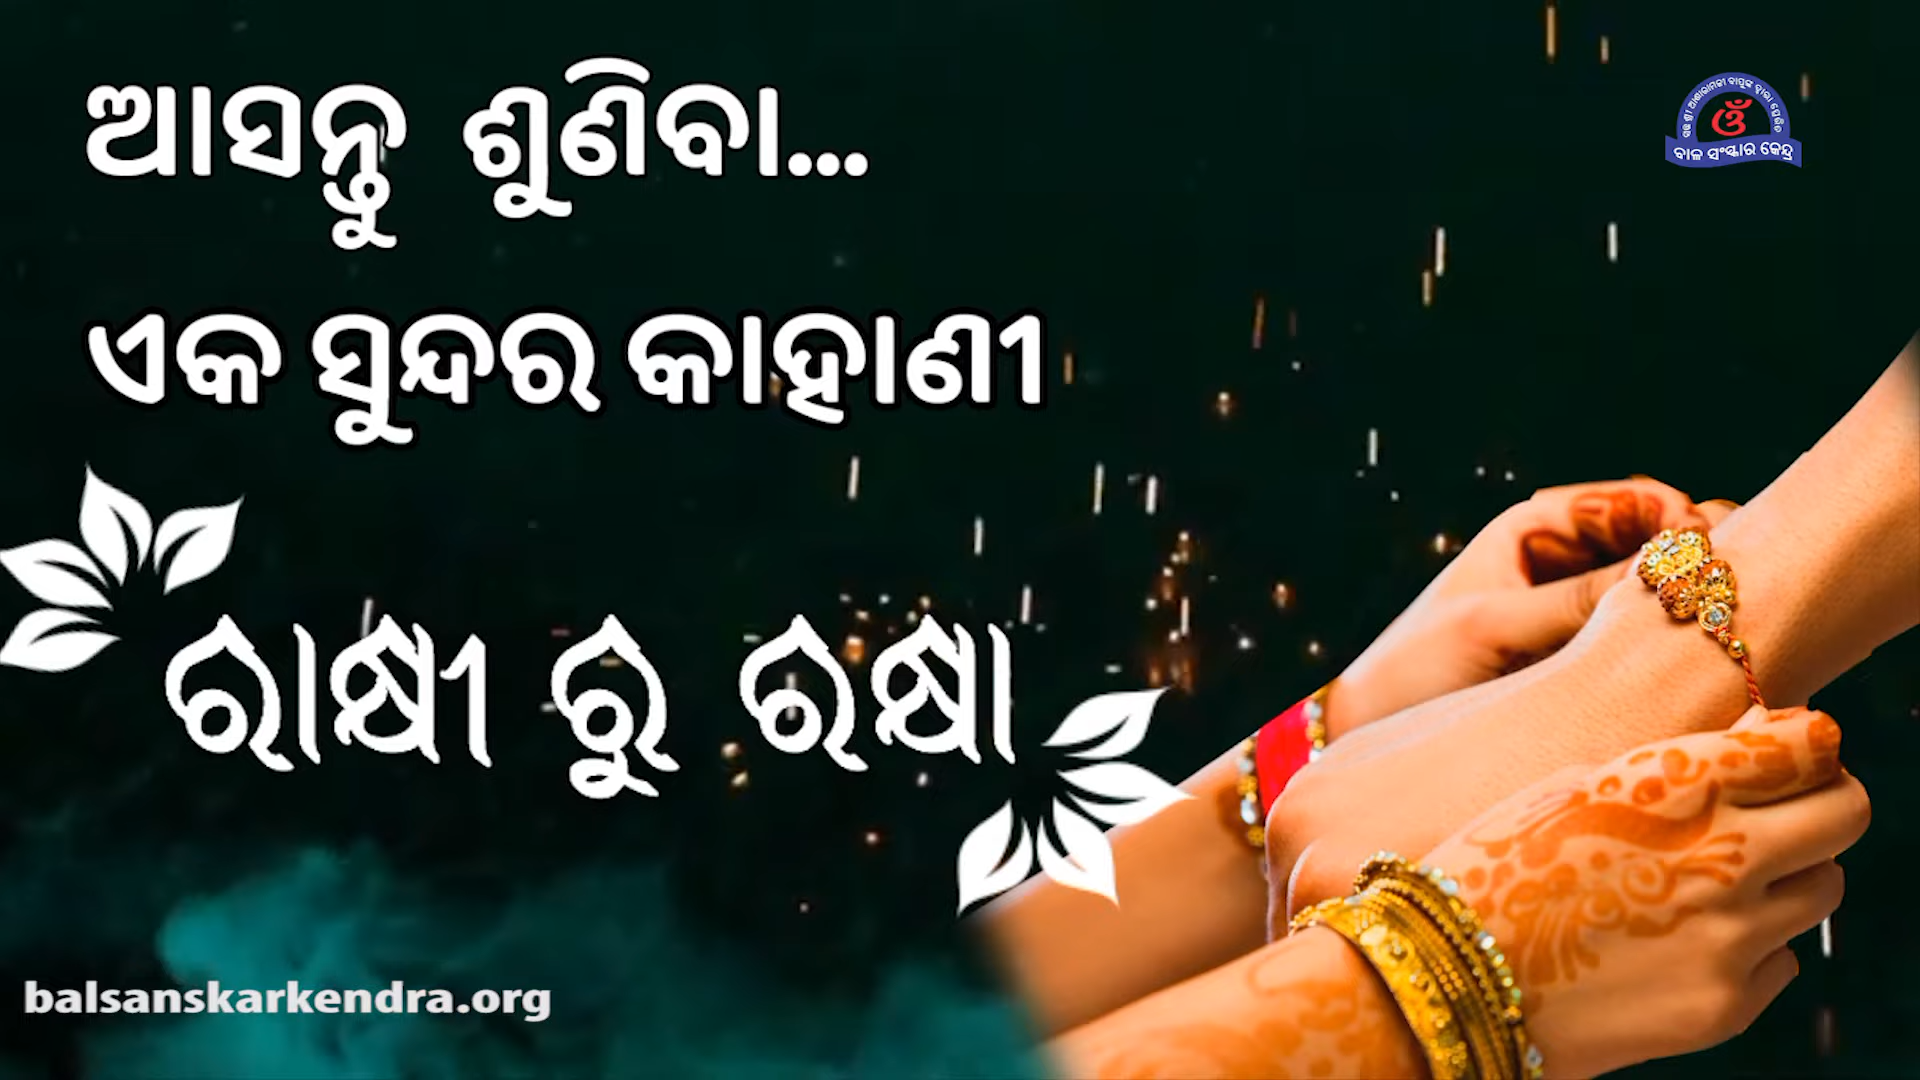 ଆସନ୍ତୁ ଶୁଣିବା...
ଏକ ସୁନ୍ଦର କାହାଣୀ
ରାକ୍ଷୀ ରୁ ରକ୍ଷା
ବାଳ ସଂସ୍କାର କେନ୍ଦ୍ର
balsanskarkendra.org